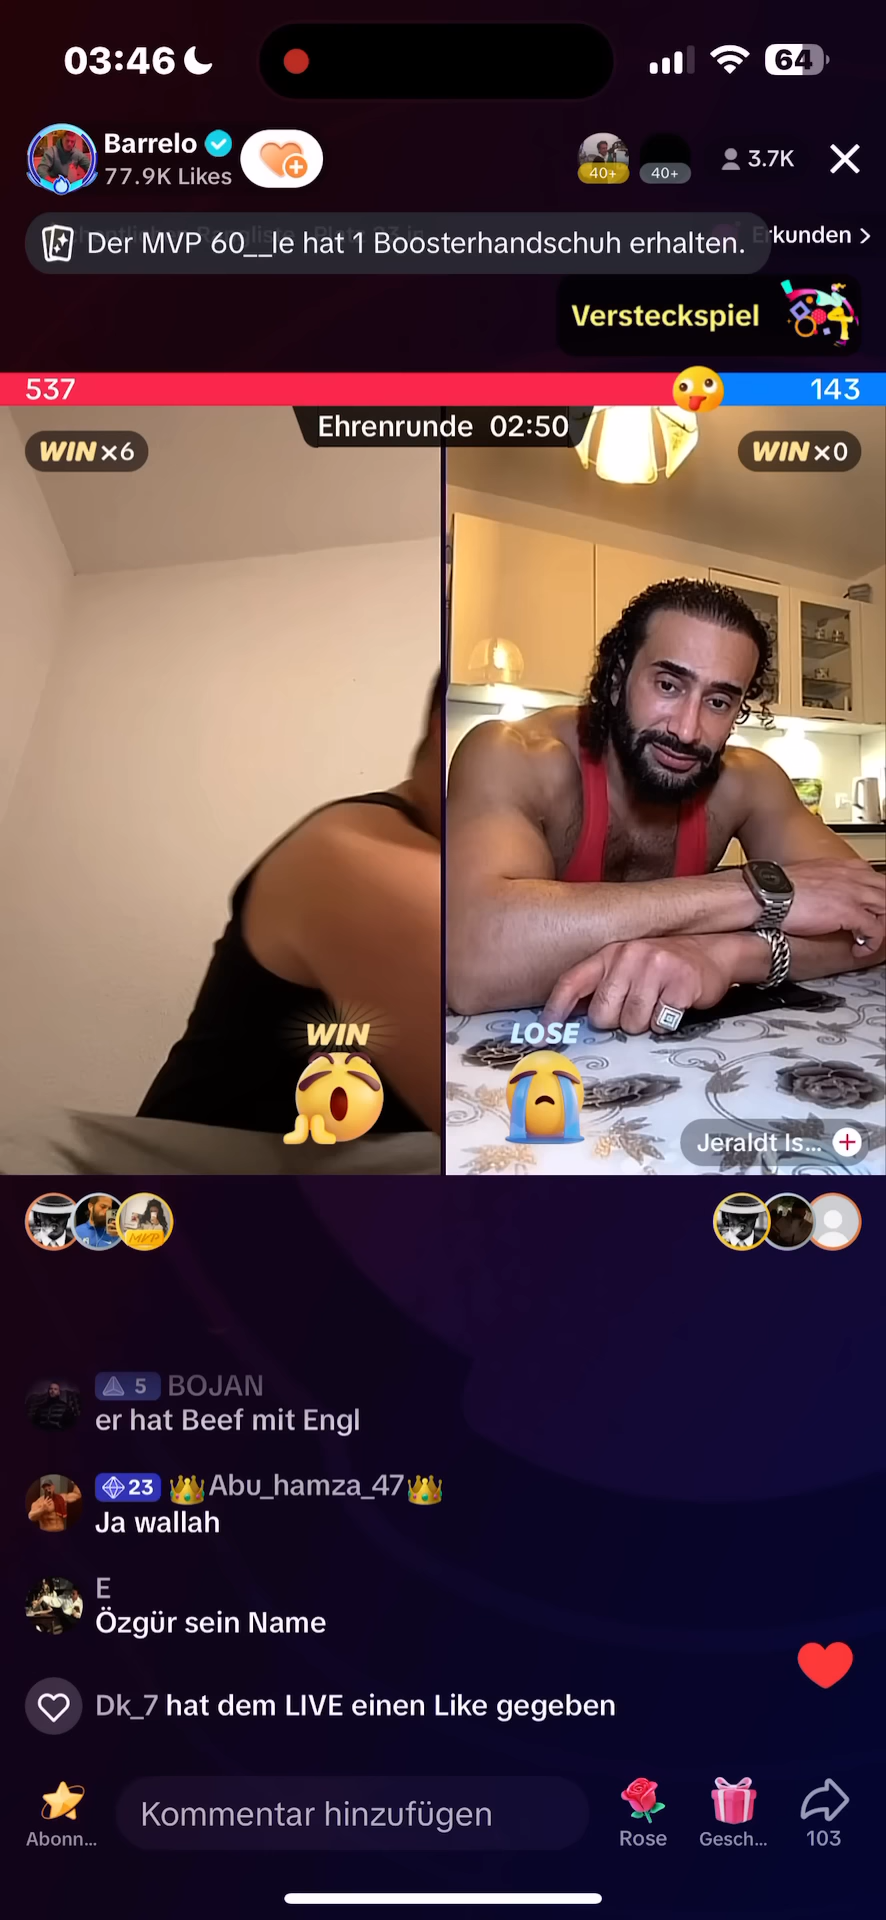 03:46
64
Barrelo
77.9K Likes
40+
40+
3.7K
Der MVP 60__le hat 1 Boosterhandschuh erhalten.
Erkunden >
Versteckspiel
537
143
Ehrenrunde 02:50
WIN x6
WIN x0
WIN
LOSE
Jeraldt Is... +
MVP
5 BOJAN
er hat Beef mit Engl
23 👑Abu_hamza_47👑
Ja wallah
E
Özgür sein Name
Dk_7 hat dem LIVE einen Like gegeben
Abonn...
Kommentar hinzufügen
Rose
Gesch...
103